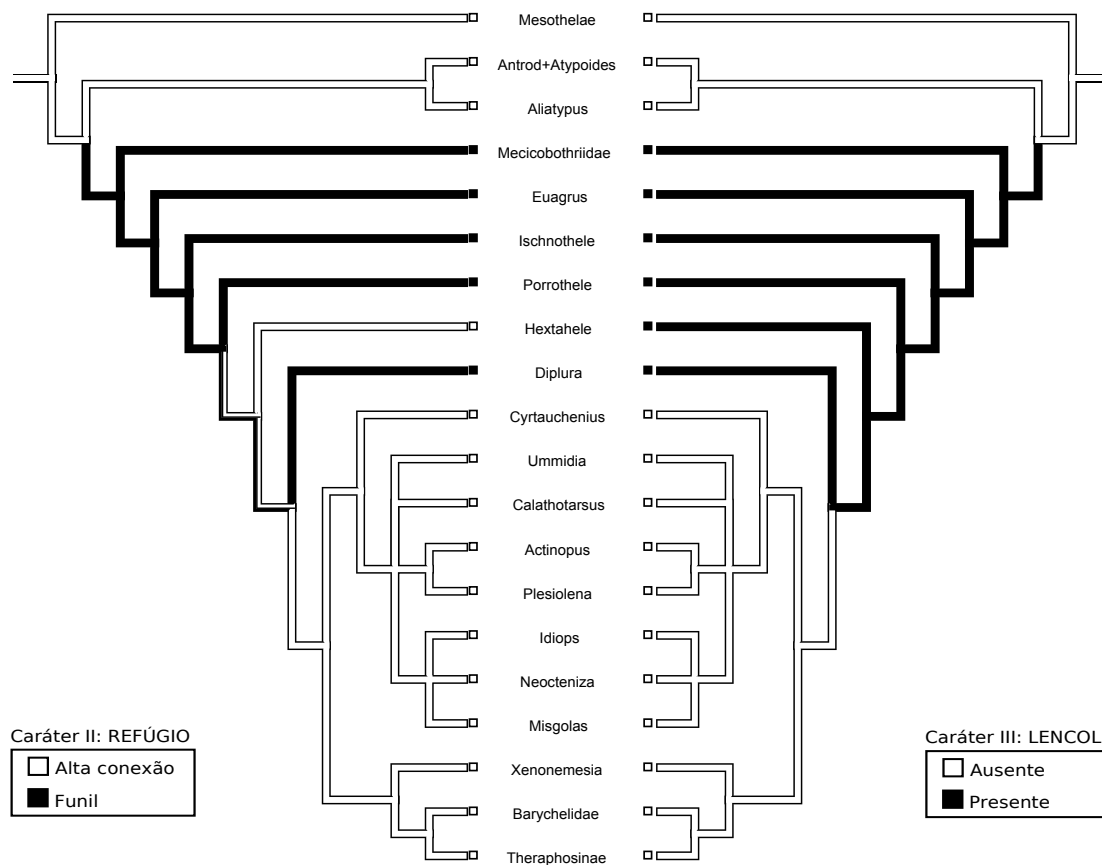 Mesothelae
Antrod+Atypoides
Aliatypus
Mecicobothriidae
Euagrus
Ischnothele
Porrothele
Hextahele
Diplura
Cyrtauchenius
Ummidia
Calathotarsus
Actinopus
Plesiolena
Idiops
Neocteniza
Misgolas
Xenonemesia
Barychelidae
Theraphosinae
Caráter II: REFÚGIO
Alta conexão
Funil
Caráter III: LENCOL
Ausente
Presente